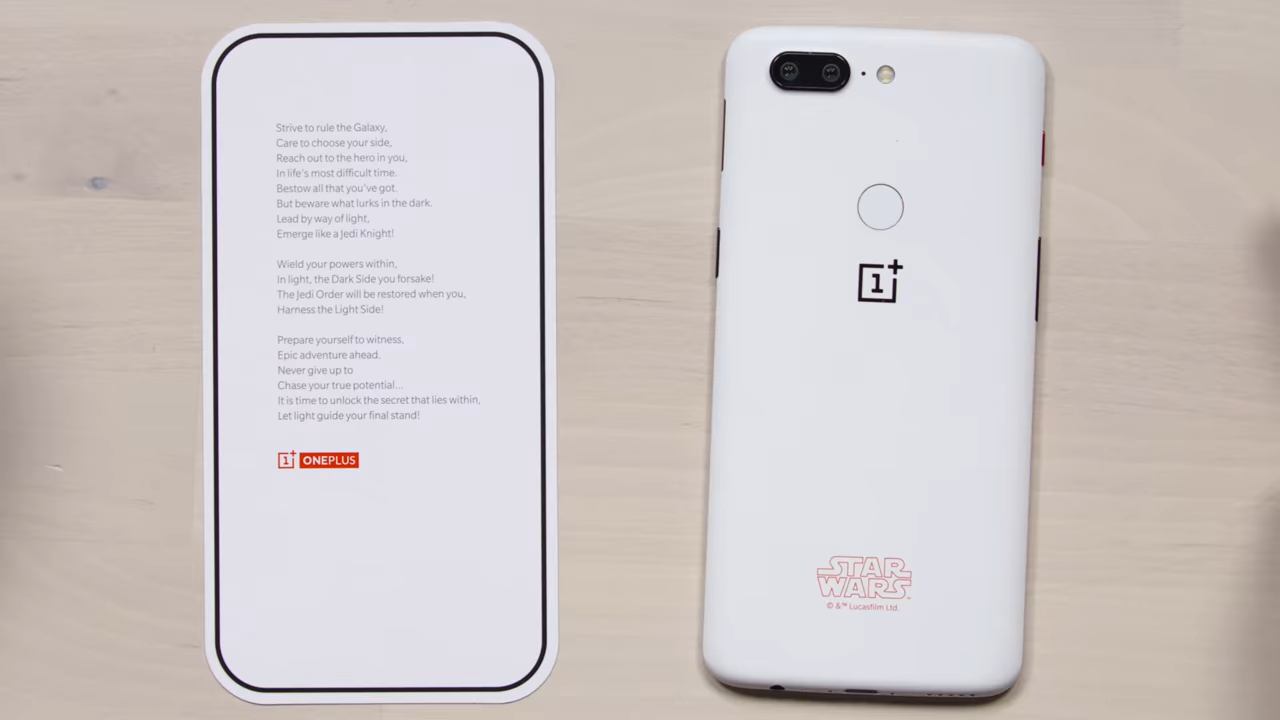 Strive to rule the Galaxy,
Care to choose your side,
Reach out to the hero in you,
In life's most difficult time.
Bestow all that you've got.
But beware what lurks in the dark.
Lead by way of light,
Emerge like a Jedi Knight!
Wield your powers within,
In light, the Dark Side you forsake!
The Jedi Order will be restored when you,
Harness the Light Side!
Prepare yourself to witness,
Epic adventure ahead.
Never give up to
Chase your true potential...
It is time to unlock the secret that lies within,
Let light guide your final stand!
1+ ONEPLUS
1+
STAR
WARS
© &™ Lucasfilm Ltd.